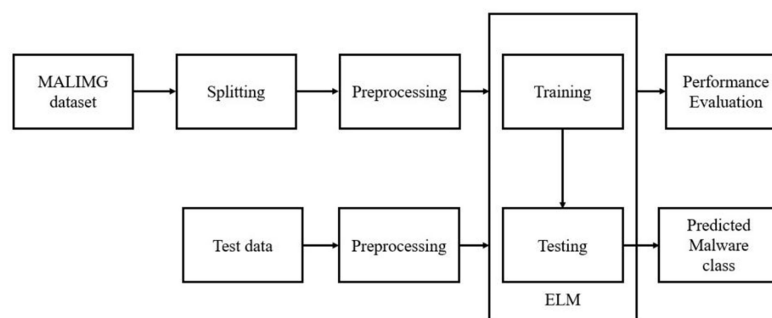 MALIMG
dataset
Splitting
Preprocessing
Training
Performance
Evaluation
Test data
Preprocessing
Testing
Predicted
Malware
class
ELM